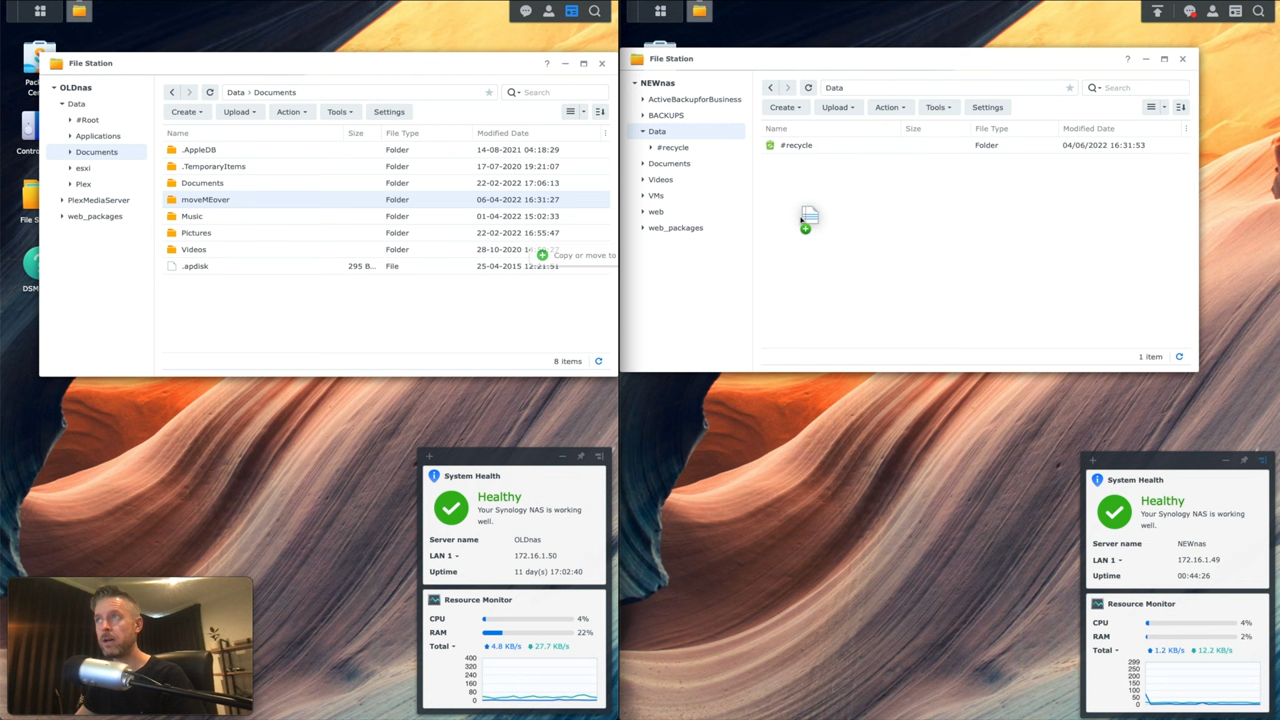 Pac
Contro
File S
DSM
File Station
OLDnas
Data
#Root
Applications
Documents
esxi
Plex
PlexMediaServer
web_packages
Data › Documents
Search
Create
Upload
Action
Tools
Settings
Name Size File Type Modified Date
.AppleDB Folder 14-08-2021 04:18:29
.TemporaryItems Folder 17-07-2020 19:21:07
Documents Folder 22-02-2022 17:06:13
moveMEover Folder 06-04-2022 16:31:27
Music Folder 01-04-2022 15:02:33
Pictures Folder 22-02-2022 16:55:47
Videos Folder 28-10-2020
Copy or move to
.apdisk 295 B... File 25-04-2015 12:21:51
8 items
System Health
Healthy
Your Synology NAS is working
well.
Server name OLDnas
LAN 1 172.16.1.50
Uptime 11 day(s) 17:02:40
Resource Monitor
CPU 4%
RAM 22%
Total 4.8 KB/s 27.7 KB/s
400
320
240
160
80
0
File Station
NEWnas
ActiveBackupforBusiness
BACKUPS
Data
#recycle
Documents
Videos
VMs
web
web_packages
Data
Search
Create
Upload
Action
Tools
Settings
Name Size File Type Modified Date
#recycle Folder 04/06/2022 16:31:53
1 item
System Health
Healthy
Your Synology NAS is working
well.
Server name NEWnas
LAN 1 172.16.1.49
Uptime 00:44:26
Resource Monitor
CPU 4%
RAM 2%
Total 1.2 KB/s 12.2 KB/s
299
250
200
150
100
50
0